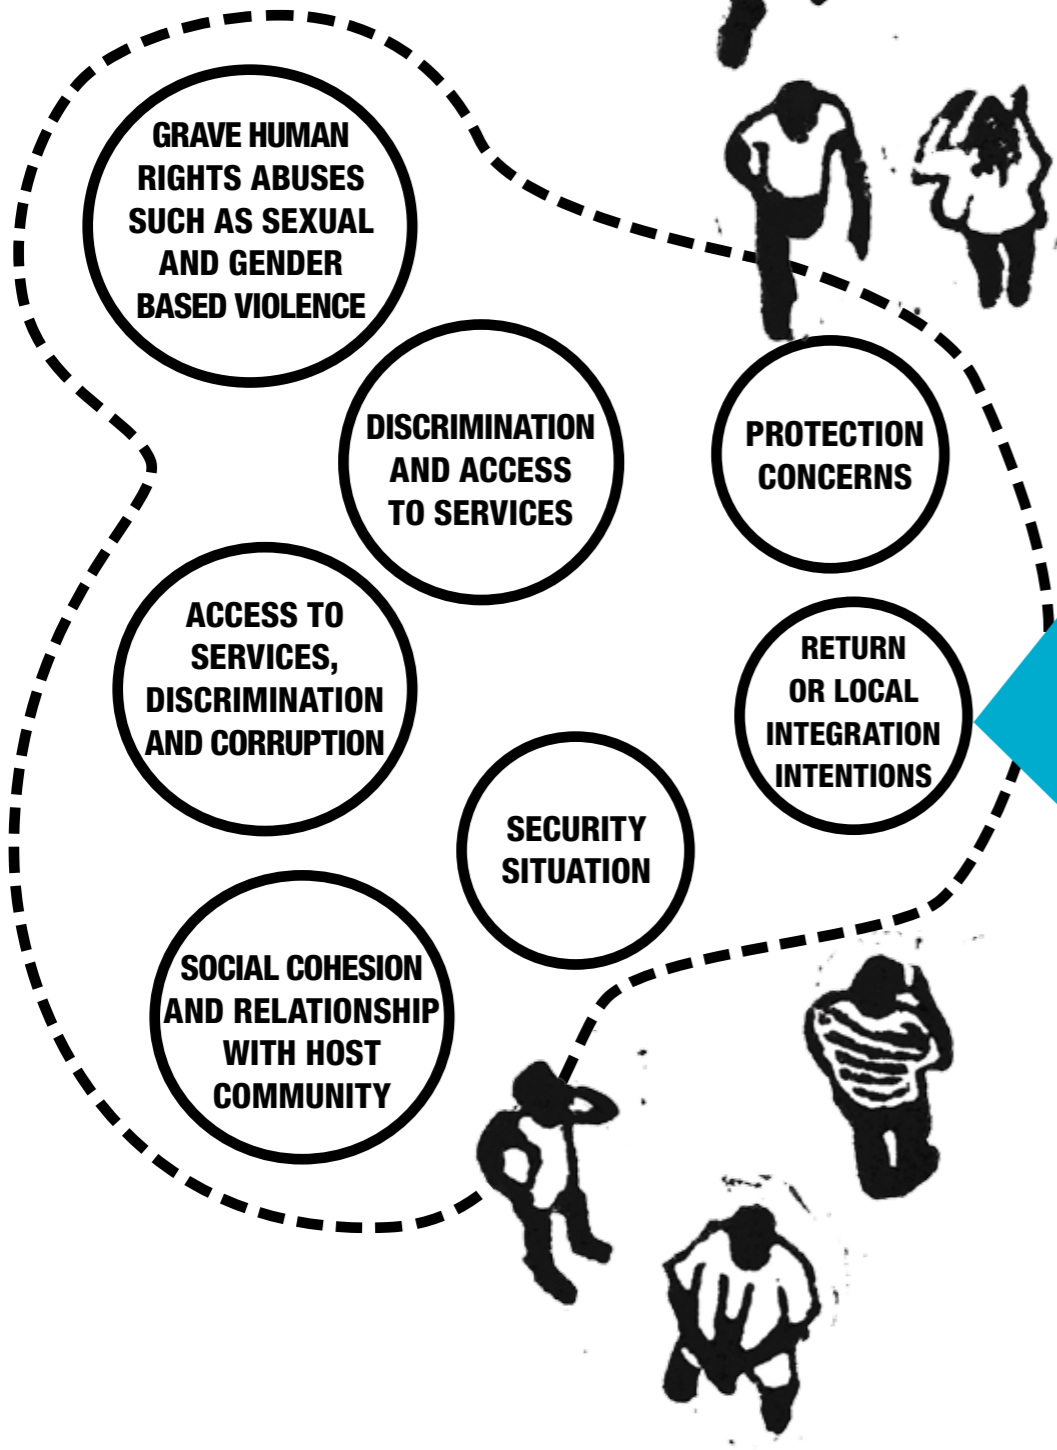 GRAVE HUMAN
RIGHTS ABUSES
SUCH AS SEXUAL
AND GENDER
BASED VIOLENCE
DISCRIMINATION
AND ACCESS
TO SERVICES
PROTECTION
CONCERNS
ACCESS TO
SERVICES,
DISCRIMINATION
AND CORRUPTION
RETURN
OR LOCAL
INTEGRATION
INTENTIONS
SECURITY
SITUATION
SOCIAL COHESION
AND RELATIONSHIP
WITH HOST
COMMUNITY